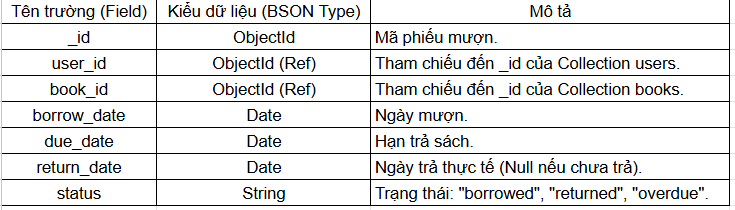 Tên trường (Field) Kiểu dữ liệu (BSON Type) Mô tả
_id ObjectId Mã phiếu mượn.
user_id ObjectId (Ref) Tham chiếu đến _id của Collection users.
book_id ObjectId (Ref) Tham chiếu đến _id của Collection books.
borrow_date Date Ngày mượn.
due_date Date Hạn trả sách.
return_date Date Ngày trả thực tế (Null nếu chưa trả).
status String Trạng thái: "borrowed", "returned", "overdue".